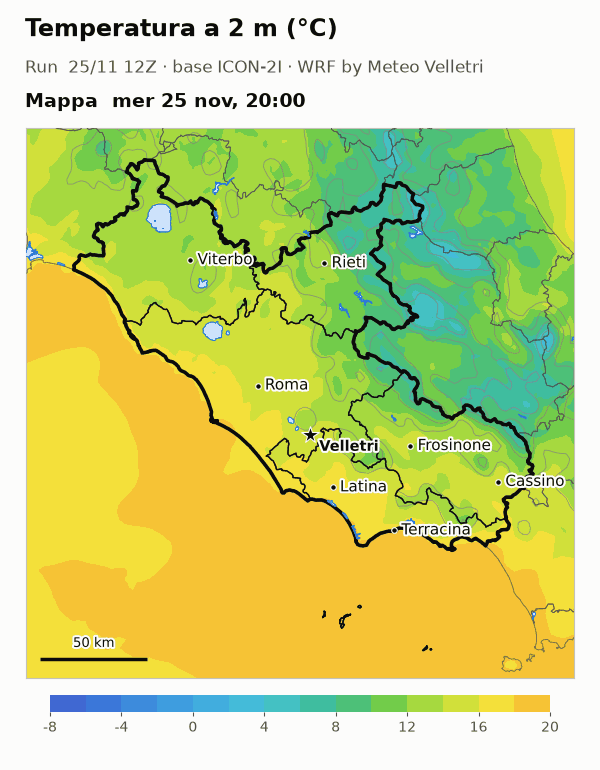 Temperatura a 2 m (°C)
Run  25/11 12Z · base ICON-2I · WRF by Meteo Velletri
Mappa  mer 25 nov, 20:00
Viterbo
Rieti
Roma
Velletri
Frosinone
Latina
Cassino
Terracina
50 km
-8 -4 0 4 8 12 16 20